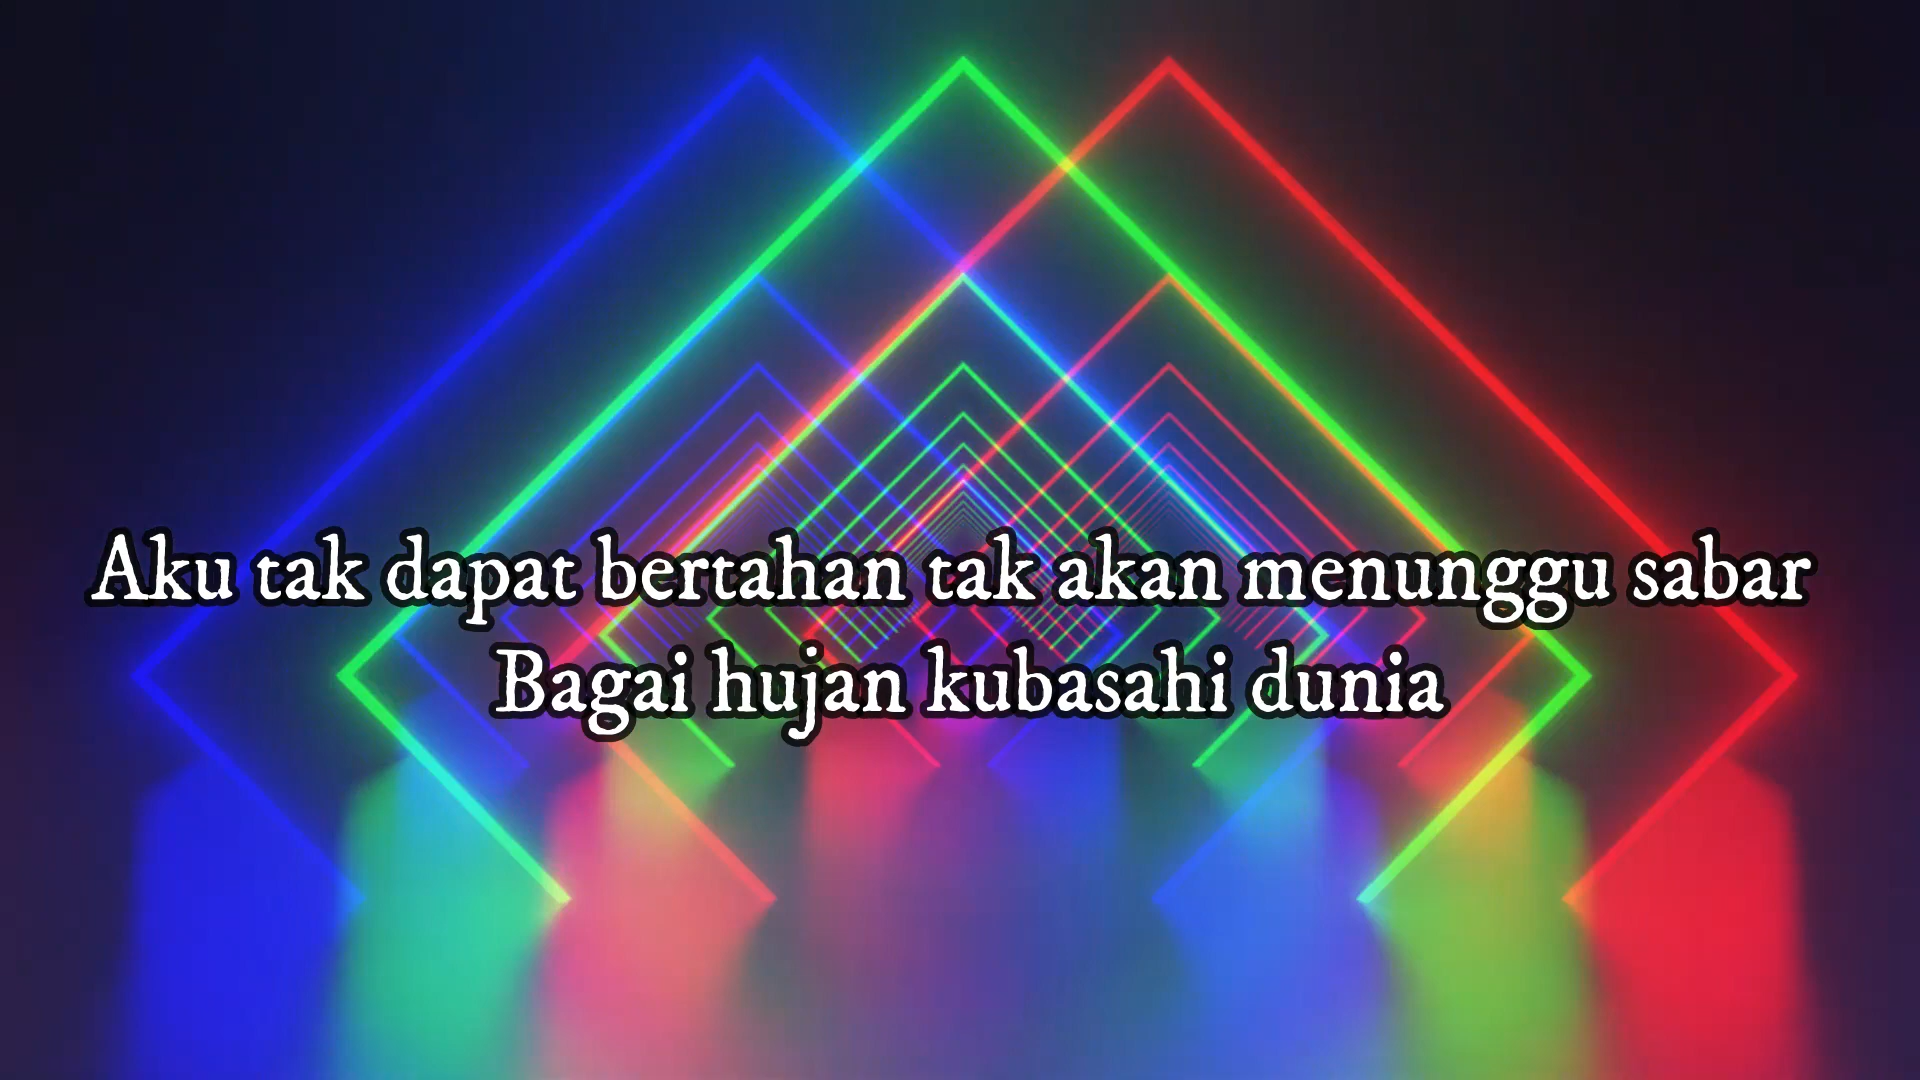 Aku tak dapat bertahan tak akan menunggu sabar
Bagai hujan kubasahi dunia